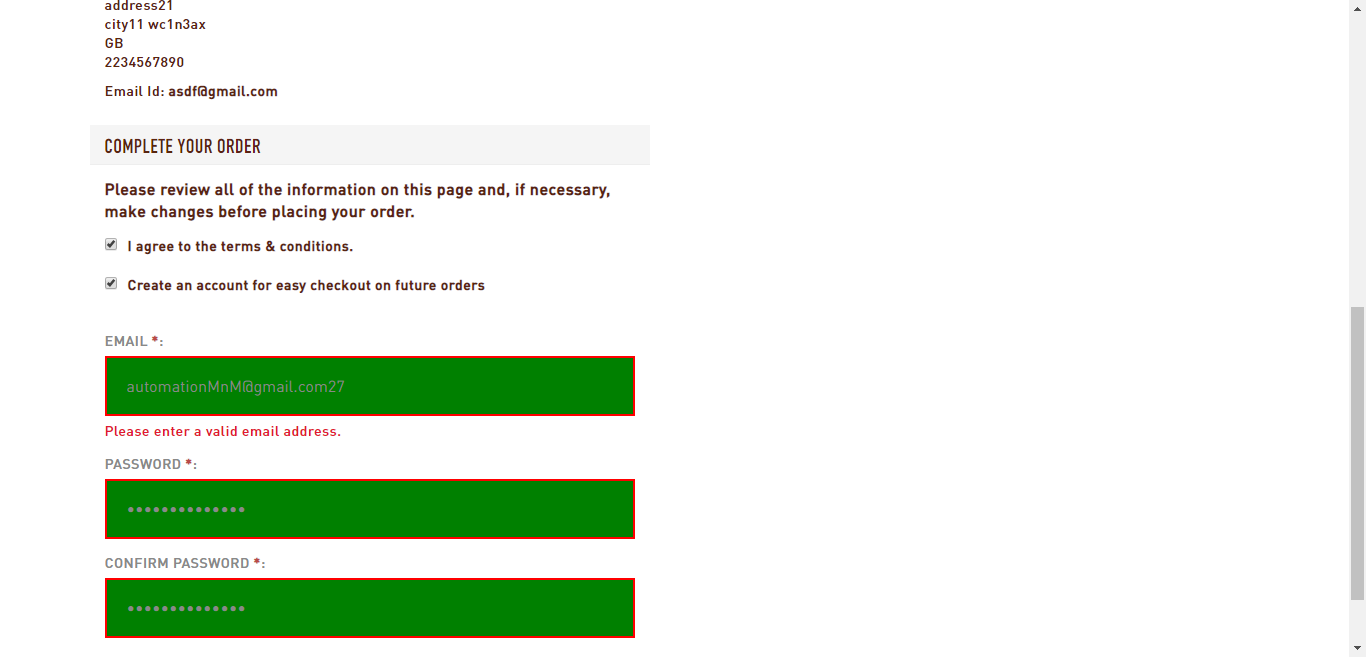 address21
city11 wc1n3ax
GB
2234567890
Email Id: asdf@gmail.com
COMPLETE YOUR ORDER
Please review all of the information on this page and, if necessary,
make changes before placing your order.
I agree to the terms & conditions.
Create an account for easy checkout on future orders
EMAIL *:
automationMnM@gmail.com27
Please enter a valid email address.
PASSWORD *:
••••••••••••••
CONFIRM PASSWORD *:
••••••••••••••